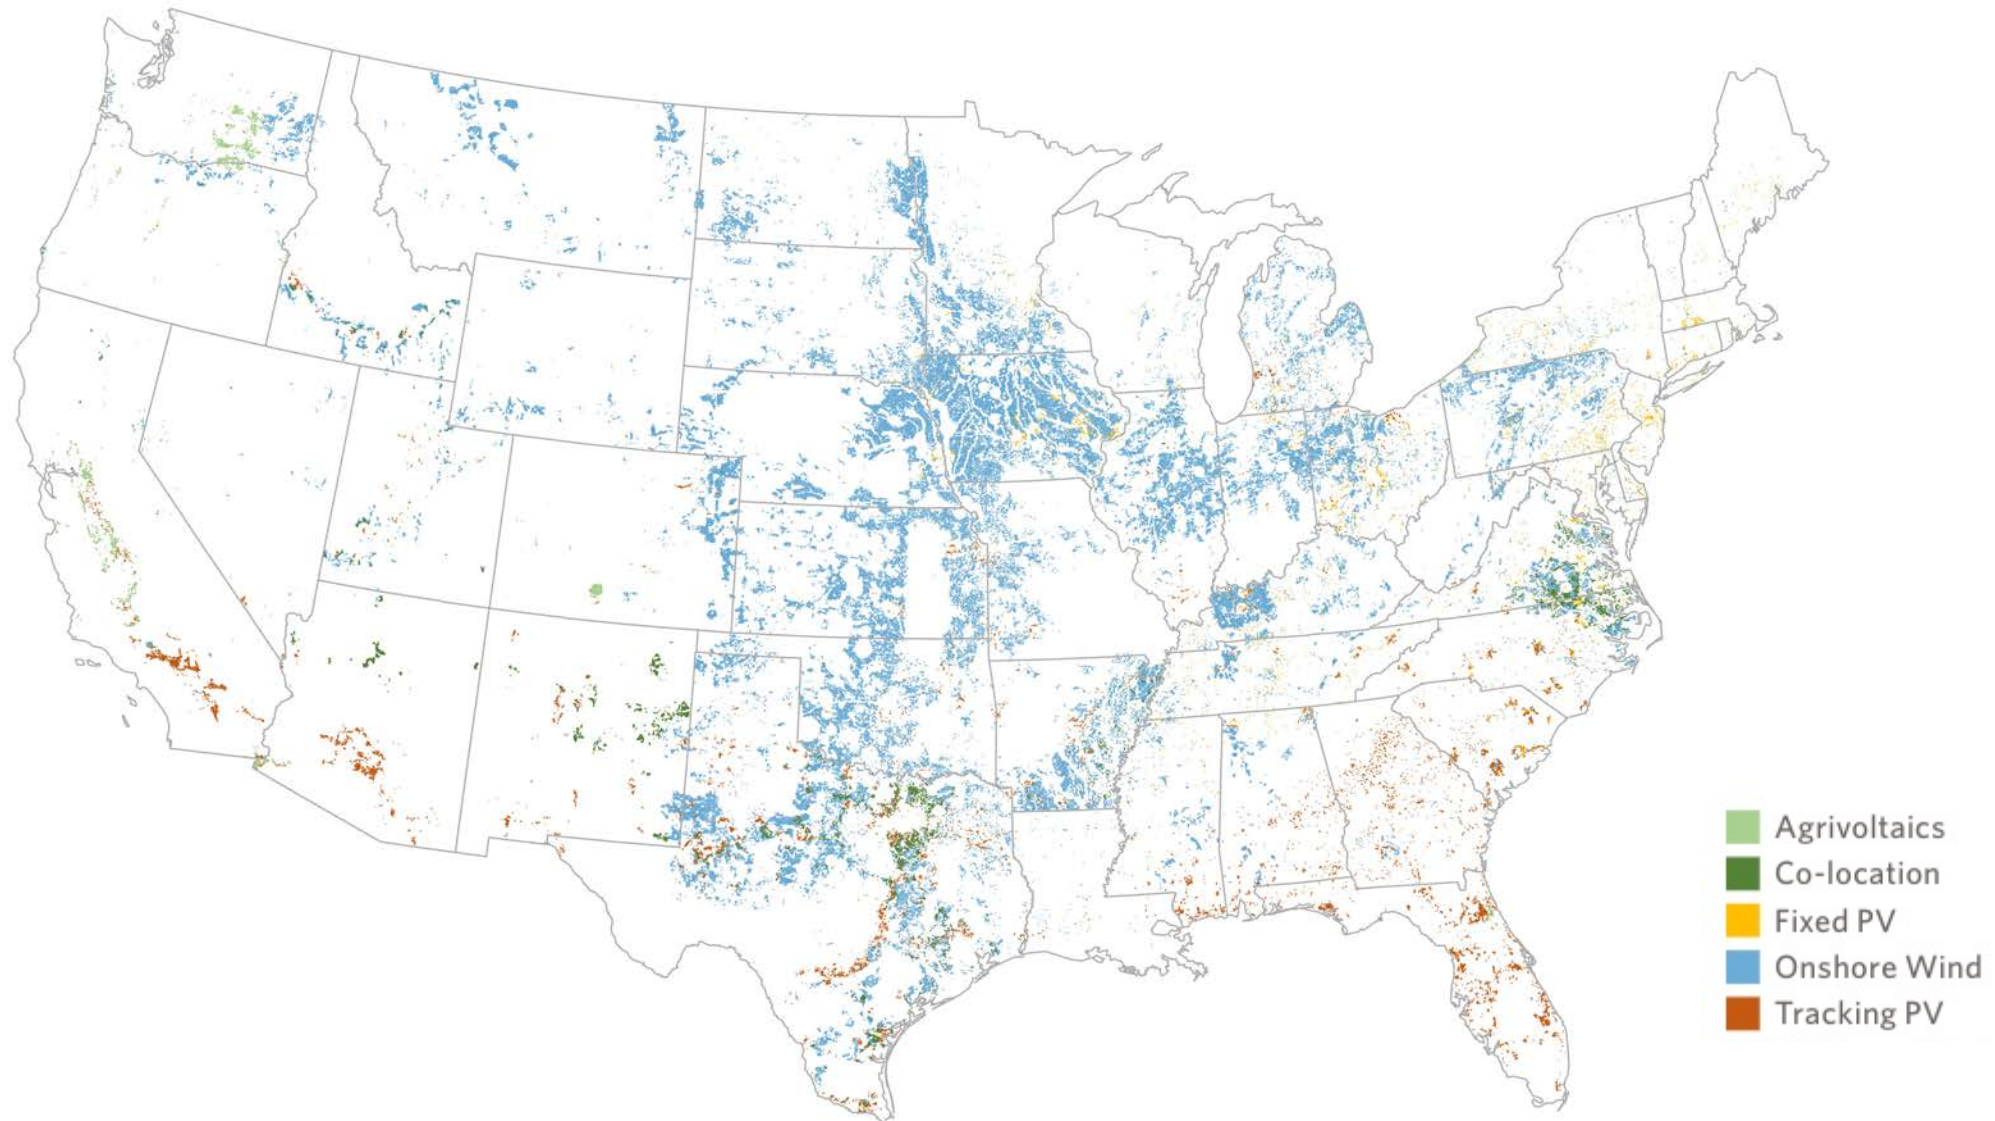 Agrivoltaics
Co-location
Fixed PV
Onshore Wind
Tracking PV